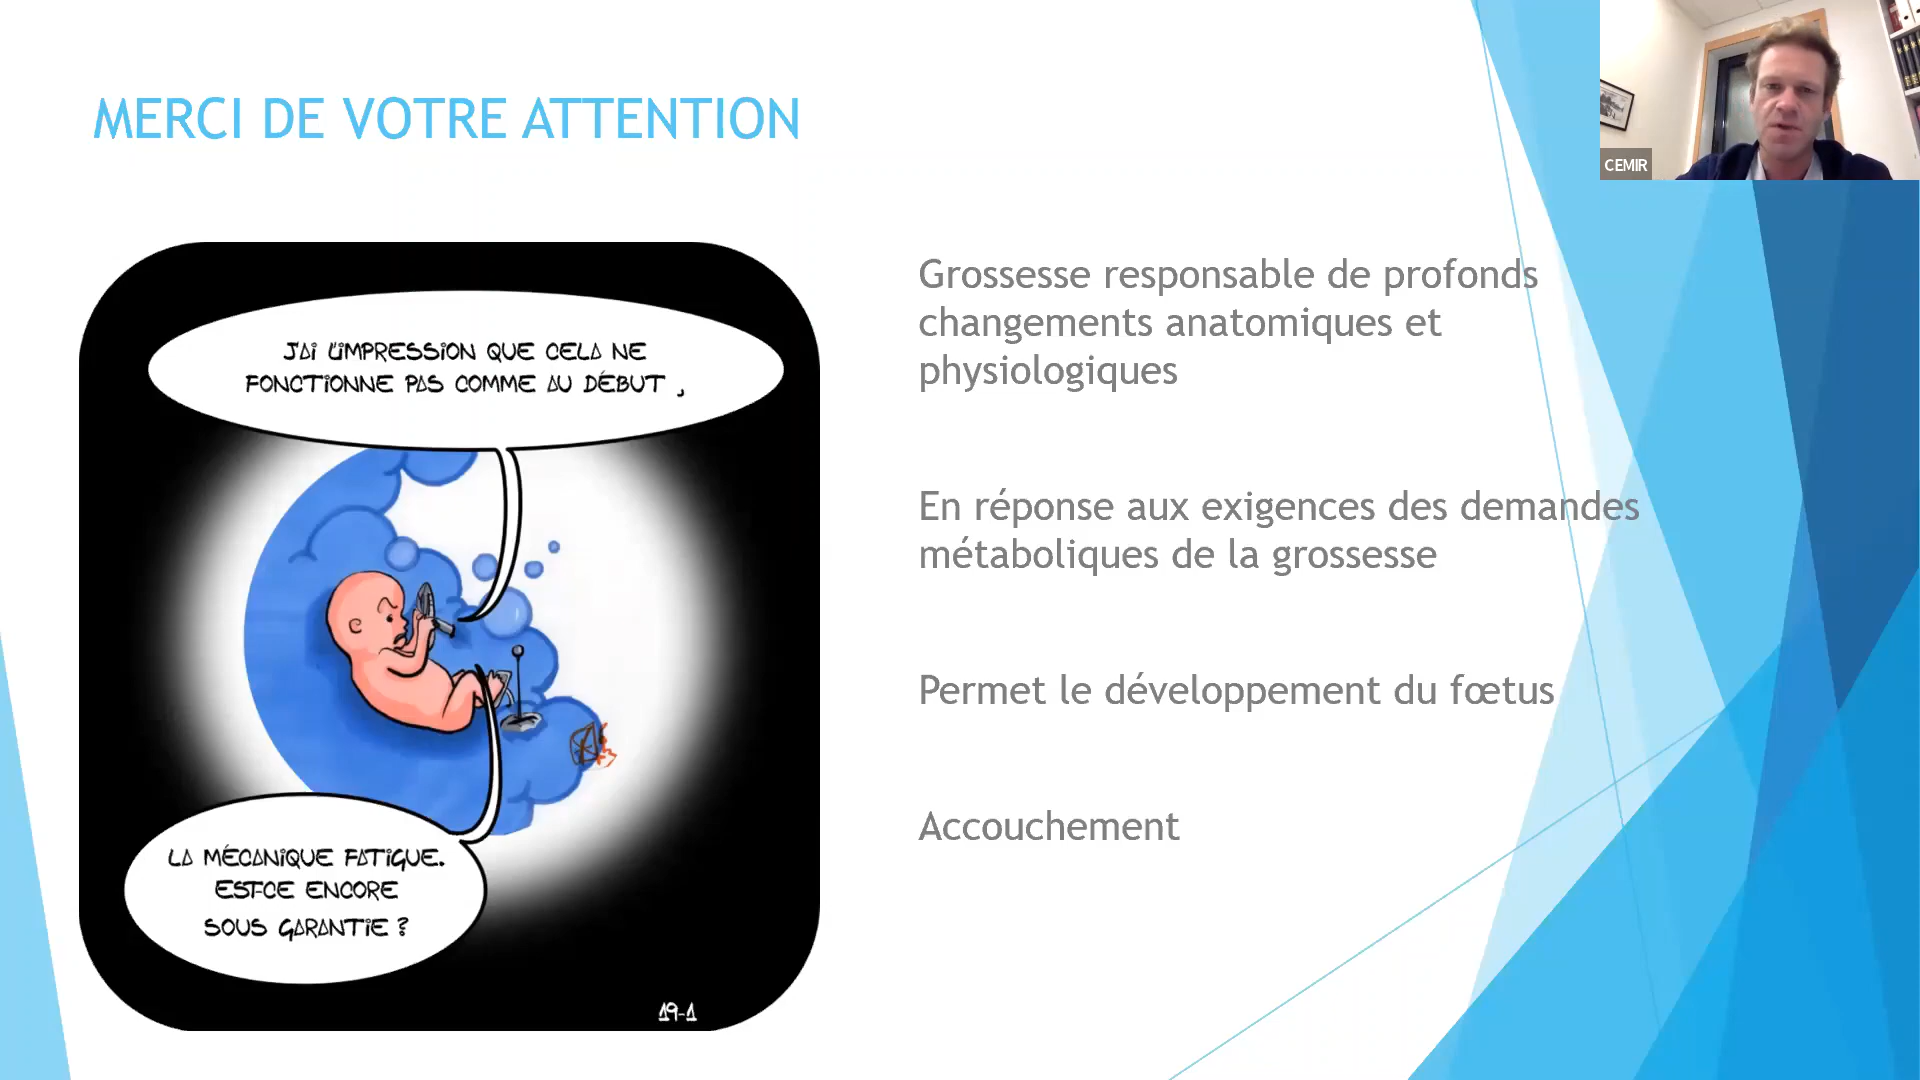 MERCI DE VOTRE ATTENTION
CEMIR
J'AI L'IMPRESSION QUE CELA NE
FONCTIONNE PAS COMME AU DÉBUT ,
LA MÉCANIQUE FATIGUE.
EST-CE ENCORE
SOUS GARANTIE ?
19-1
Grossesse responsable de profonds
changements anatomiques et
physiologiques
En réponse aux exigences des demandes
métaboliques de la grossesse
Permet le développement du fœtus
Accouchement